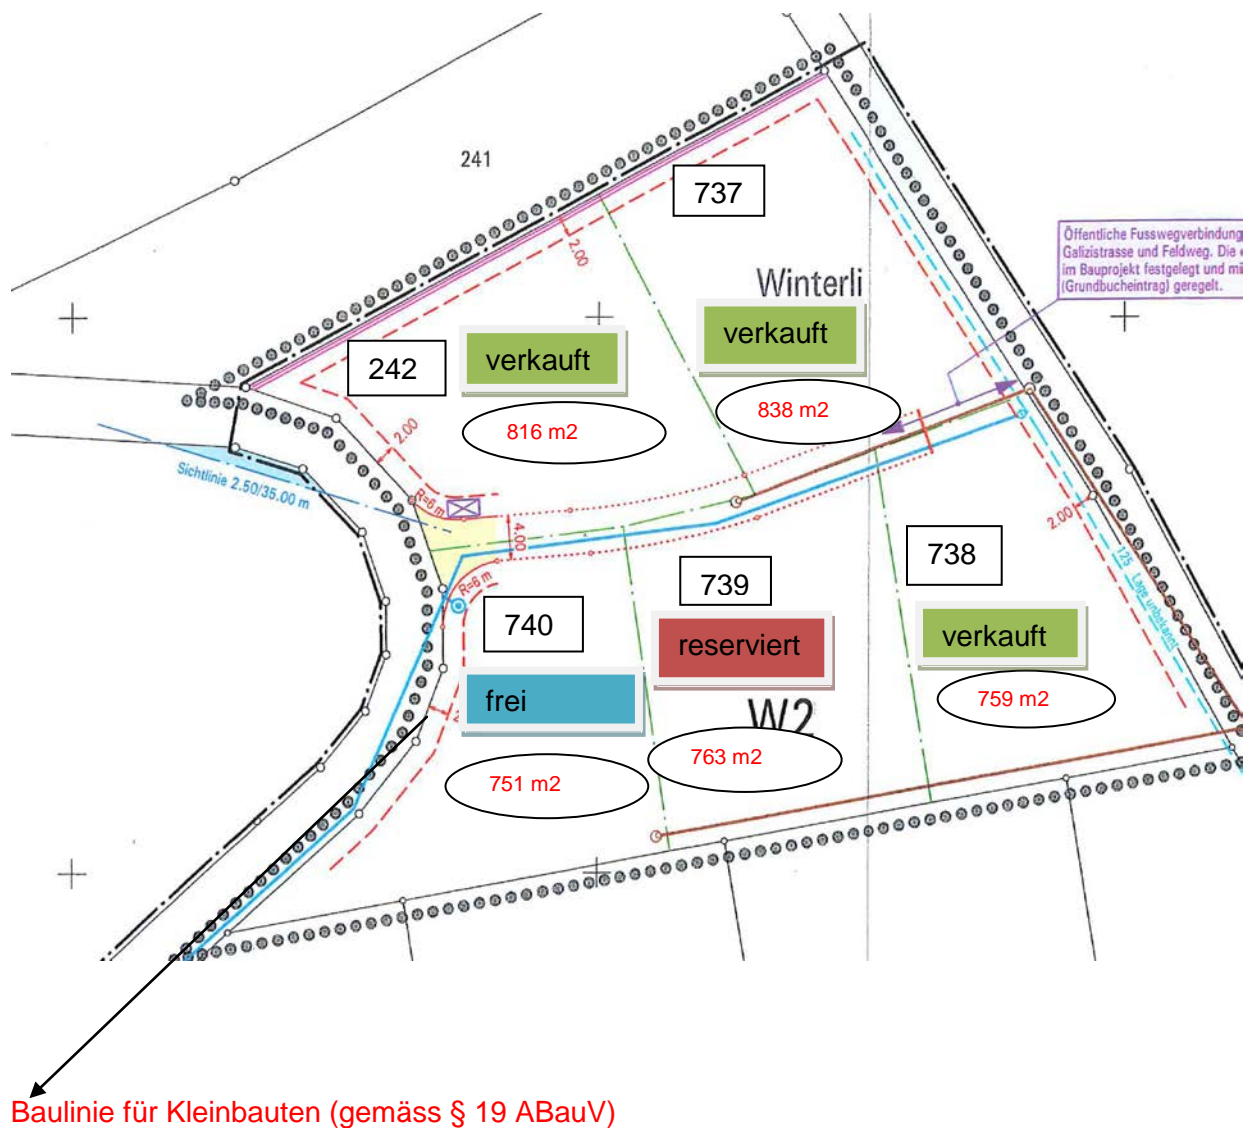 241
737
Öffentliche Fusswegverbindung
Galizistrasse und Feldweg. Die
im Bauprojekt festgelegt und
(Grundbucheintrag) geregelt.
2.00
Winterli
verkauft
verkauft
242
838 m2
816 m2
2.00
Sichtlinie 2.50/35.00 m
R=6 m
4.00
2.00
738
125 Lage unbekannt
739
R=6 m
740
verkauft
reserviert
frei
759 m2
W2
763 m2
751 m2
Baulinie für Kleinbauten (gemäss § 19 ABauV)